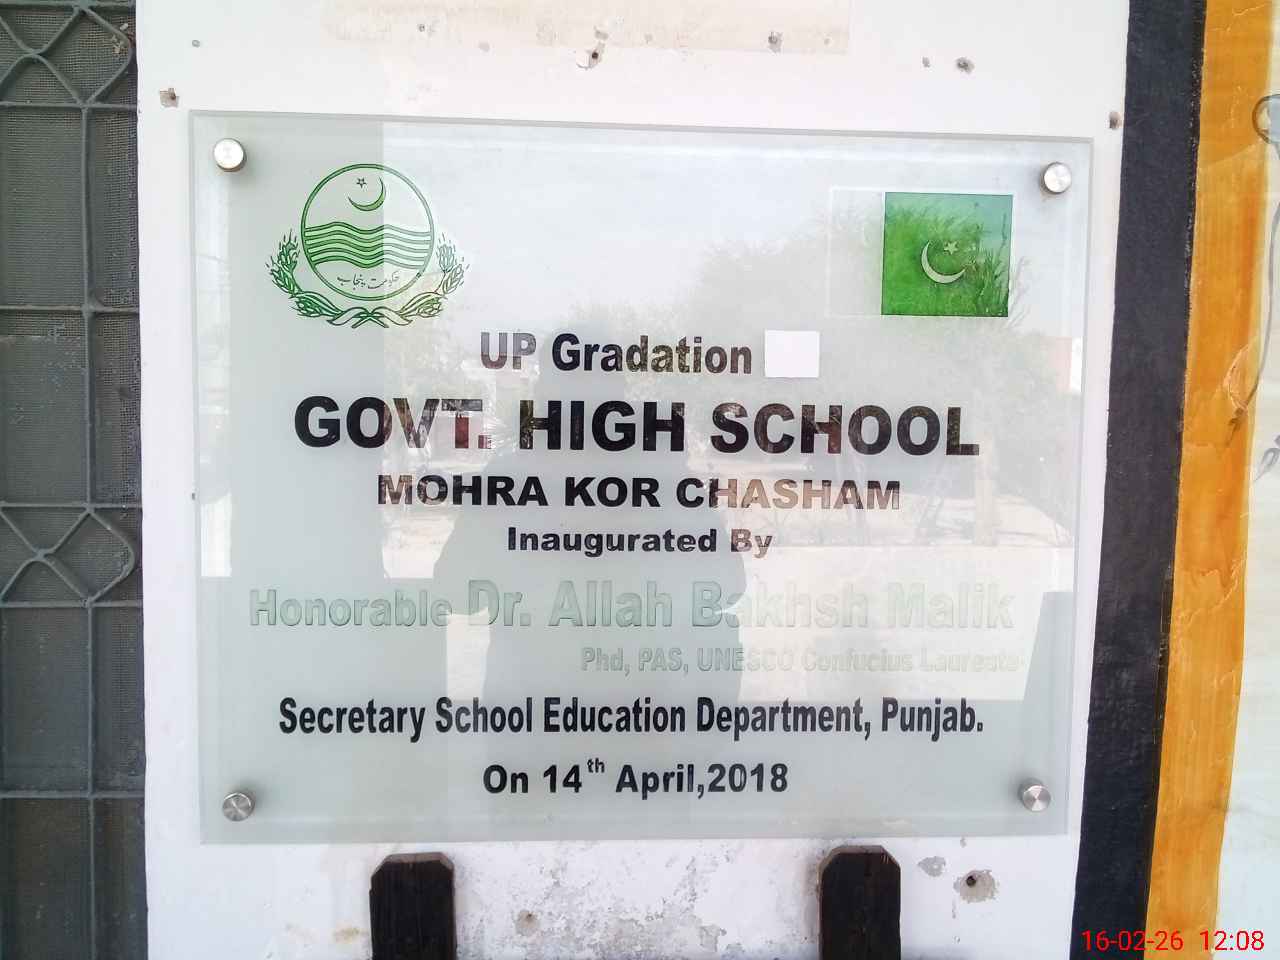 حکومت پنجاب
UP Gradation
GOVT. HIGH SCHOOL
MOHRA KOR CHASHAM
Inaugurated By
Honorable Dr. Allah Bakhsh Malik
Phd, PAS, UNESCO Confucius Laureate
Secretary School Education Department, Punjab.
On 14th April,2018
16-02-26 12:08